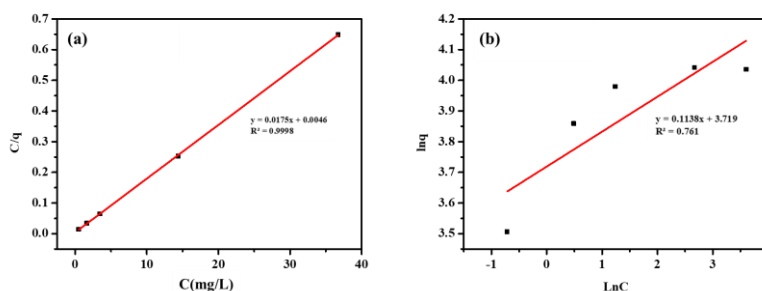 (a)
C/q
0.7
0.6
0.5
0.4
0.3
0.2
0.1
0.0
y = 0.0175x + 0.0046
R² = 0.9998
0 10 20 30 40
C(mg/L)
(b)
lnq
4.2
4.1
4.0
3.9
3.8
3.7
3.6
3.5
y = 0.1138x + 3.719
R² = 0.761
-1 0 1 2 3
LnC